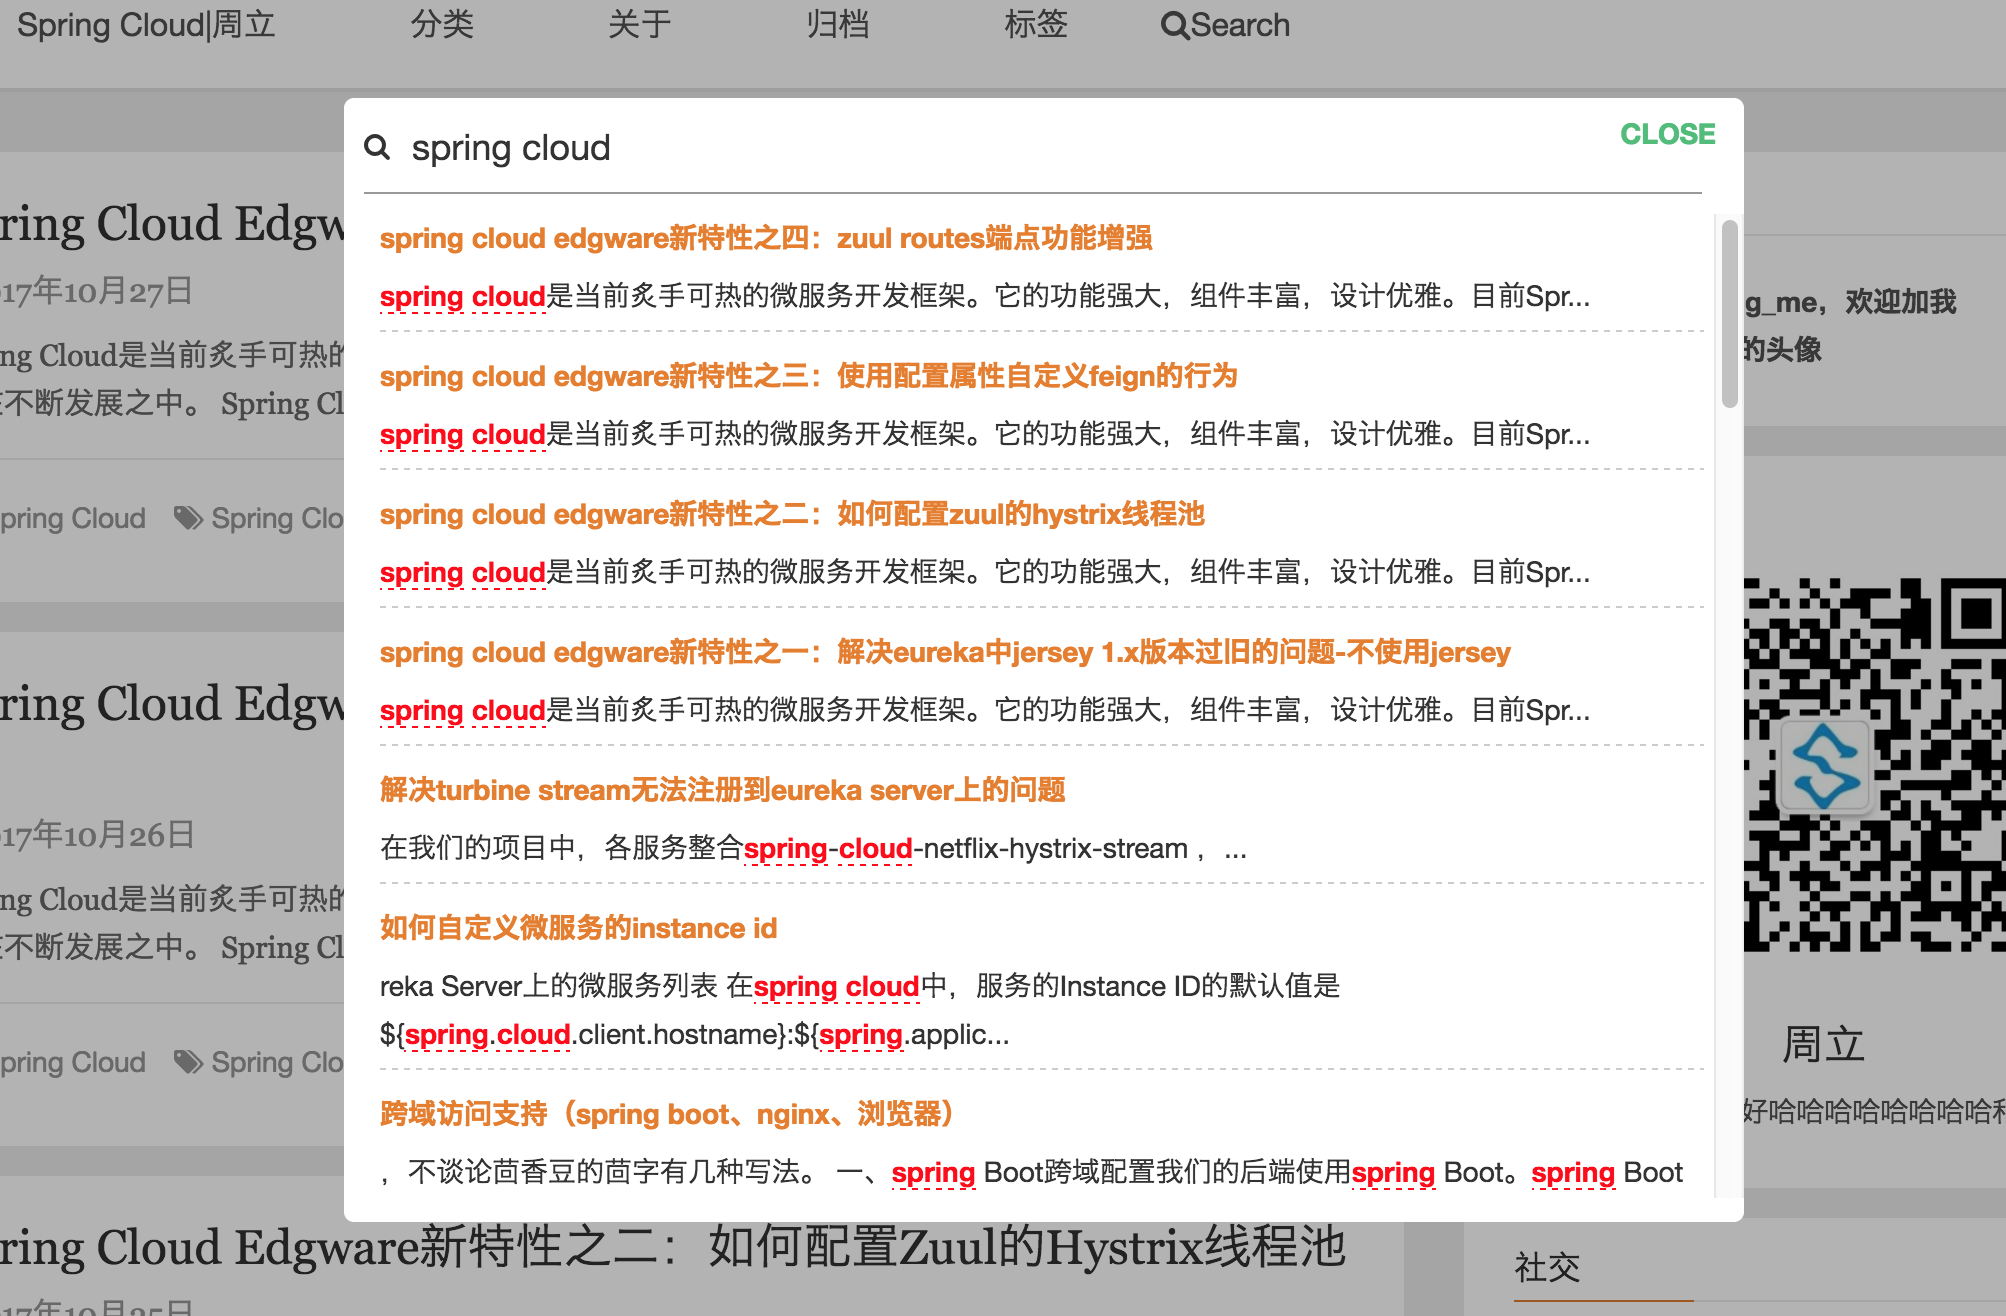 Spring Cloud|周立 分类 关于 归档 标签 Search
spring cloud
CLOSE
spring cloud edgware新特性之四：zuul routes端点功能增强
spring cloud是当前炙手可热的微服务开发框架。它的功能强大，组件丰富，设计优雅。目前Spr...
spring cloud edgware新特性之三：使用配置属性自定义feign的行为
spring cloud是当前炙手可热的微服务开发框架。它的功能强大，组件丰富，设计优雅。目前Spr...
spring cloud edgware新特性之二：如何配置zuul的hystrix线程池
spring cloud是当前炙手可热的微服务开发框架。它的功能强大，组件丰富，设计优雅。目前Spr...
spring cloud edgware新特性之一：解决eureka中jersey 1.x版本过旧的问题-不使用jersey
spring cloud是当前炙手可热的微服务开发框架。它的功能强大，组件丰富，设计优雅。目前Spr...
解决turbine stream无法注册到eureka server上的问题
在我们的项目中，各服务整合spring-cloud-netflix-hystrix-stream ， ...
如何自定义微服务的instance id
reka Server上的微服务列表 在spring cloud中，服务的Instance ID的默认值是
${spring.cloud.client.hostname}:${spring.applic...
跨域访问支持（spring boot、nginx、浏览器）
，不谈论茴香豆的茴字有几种写法。 一、spring Boot跨域配置我们的后端使用spring Boot。spring Boot
ring Cloud Edgw
17年10月27日
ng Cloud是当前炙手可热的
不断发展之中。 Spring Cl
pring Cloud Spring Clo
ring Cloud Edgw
17年10月26日
ng Cloud是当前炙手可热的
不断发展之中。 Spring Cl
pring Cloud Spring Clo
ring Cloud Edgware新特性之二：如何配置Zuul的Hystrix线程池
17年10月25日
g_me，欢迎加我
的头像
周立
好哈哈哈哈哈哈哈哈和
社交